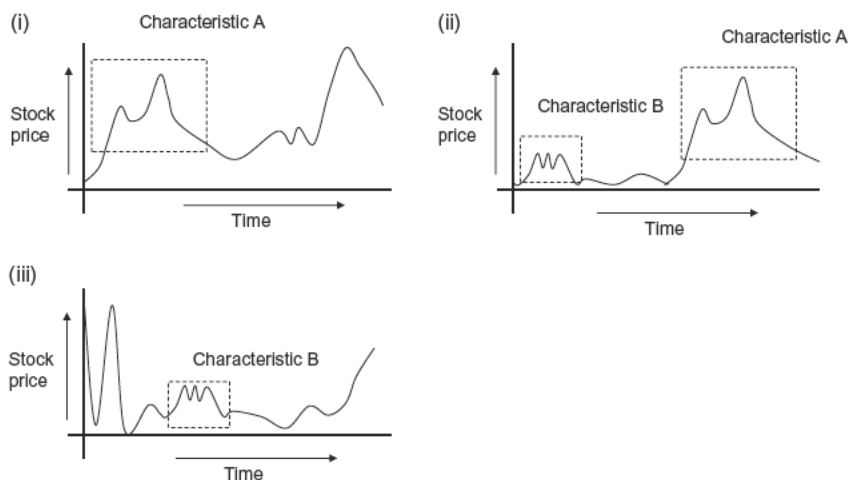 (i)
Characteristic A
Stock
price
Time
(ii)
Characteristic A
Characteristic B
Stock
price
Time
(iii)
Characteristic B
Stock
price
Time